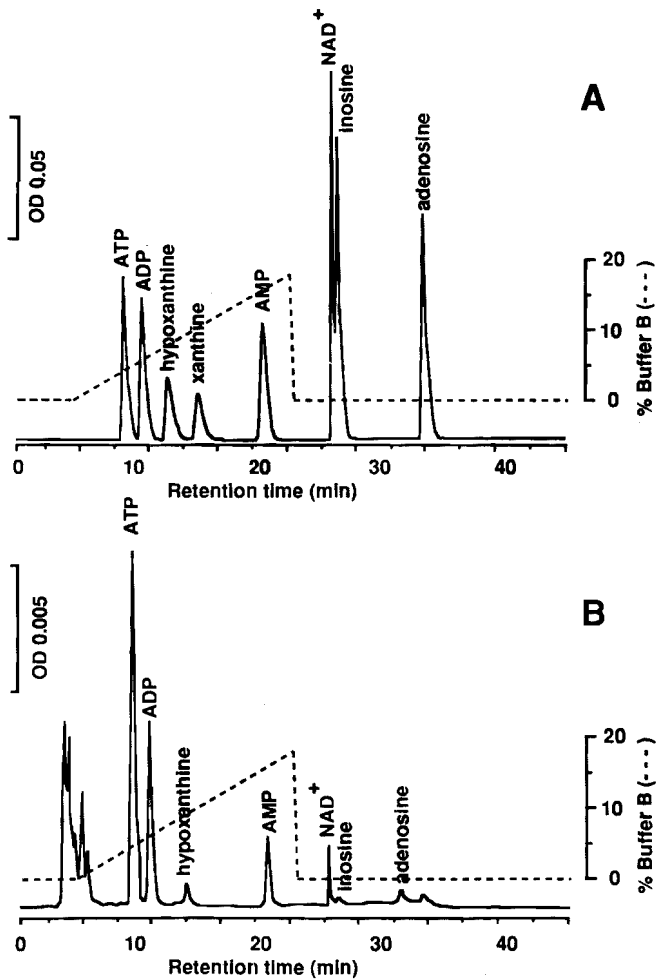 A
OD 0.05
ATP
ADP
hypoxanthine
xanthine
AMP
NAD+
inosine
adenosine
20
10
0
% Buffer B (---)
0 10 20 30 40
Retention time (min)
B
OD 0.005
ATP
ADP
hypoxanthine
AMP
NAD+
inosine
adenosine
20
10
0
% Buffer B (---)
0 10 20 30 40
Retention time (min)